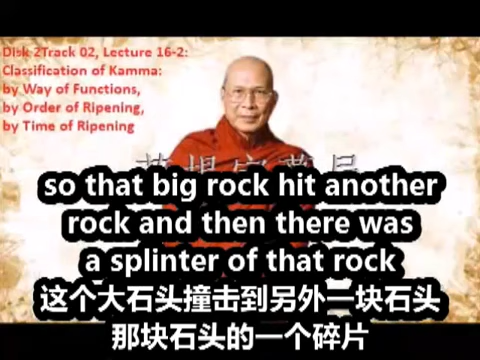 Disk 2Track 02, Lecture 16-2:
Classification of Kamma:
by Way of Functions,
by Order of Ripening,
by Time of Ripening
so that big rock hit another
rock and then there was
a splinter of that rock
这个大石头撞击到另外一块石头
那块石头的一个碎片